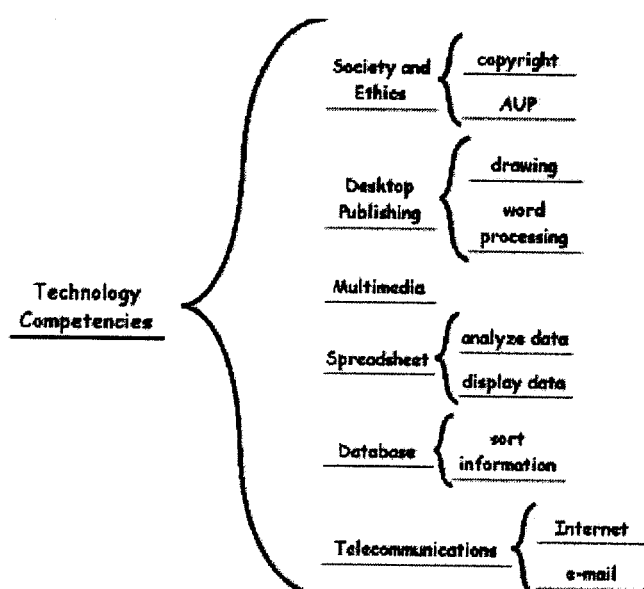 Society and
Ethics
copyright
AUP
Desktop
Publishing
drawing
word
processing
Technology
Competencies
Multimedia
Spreadsheet
analyze data
display data
Database
sort
information
Telecommunications
Internet
e-mail